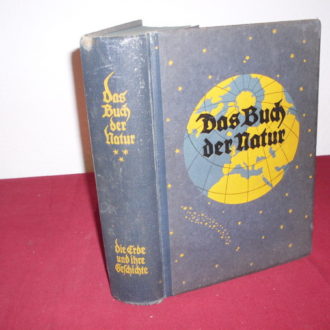 Das
Buch
der
Natur
die Erde
und ihre
Geschichte
Das Buch
der Natur